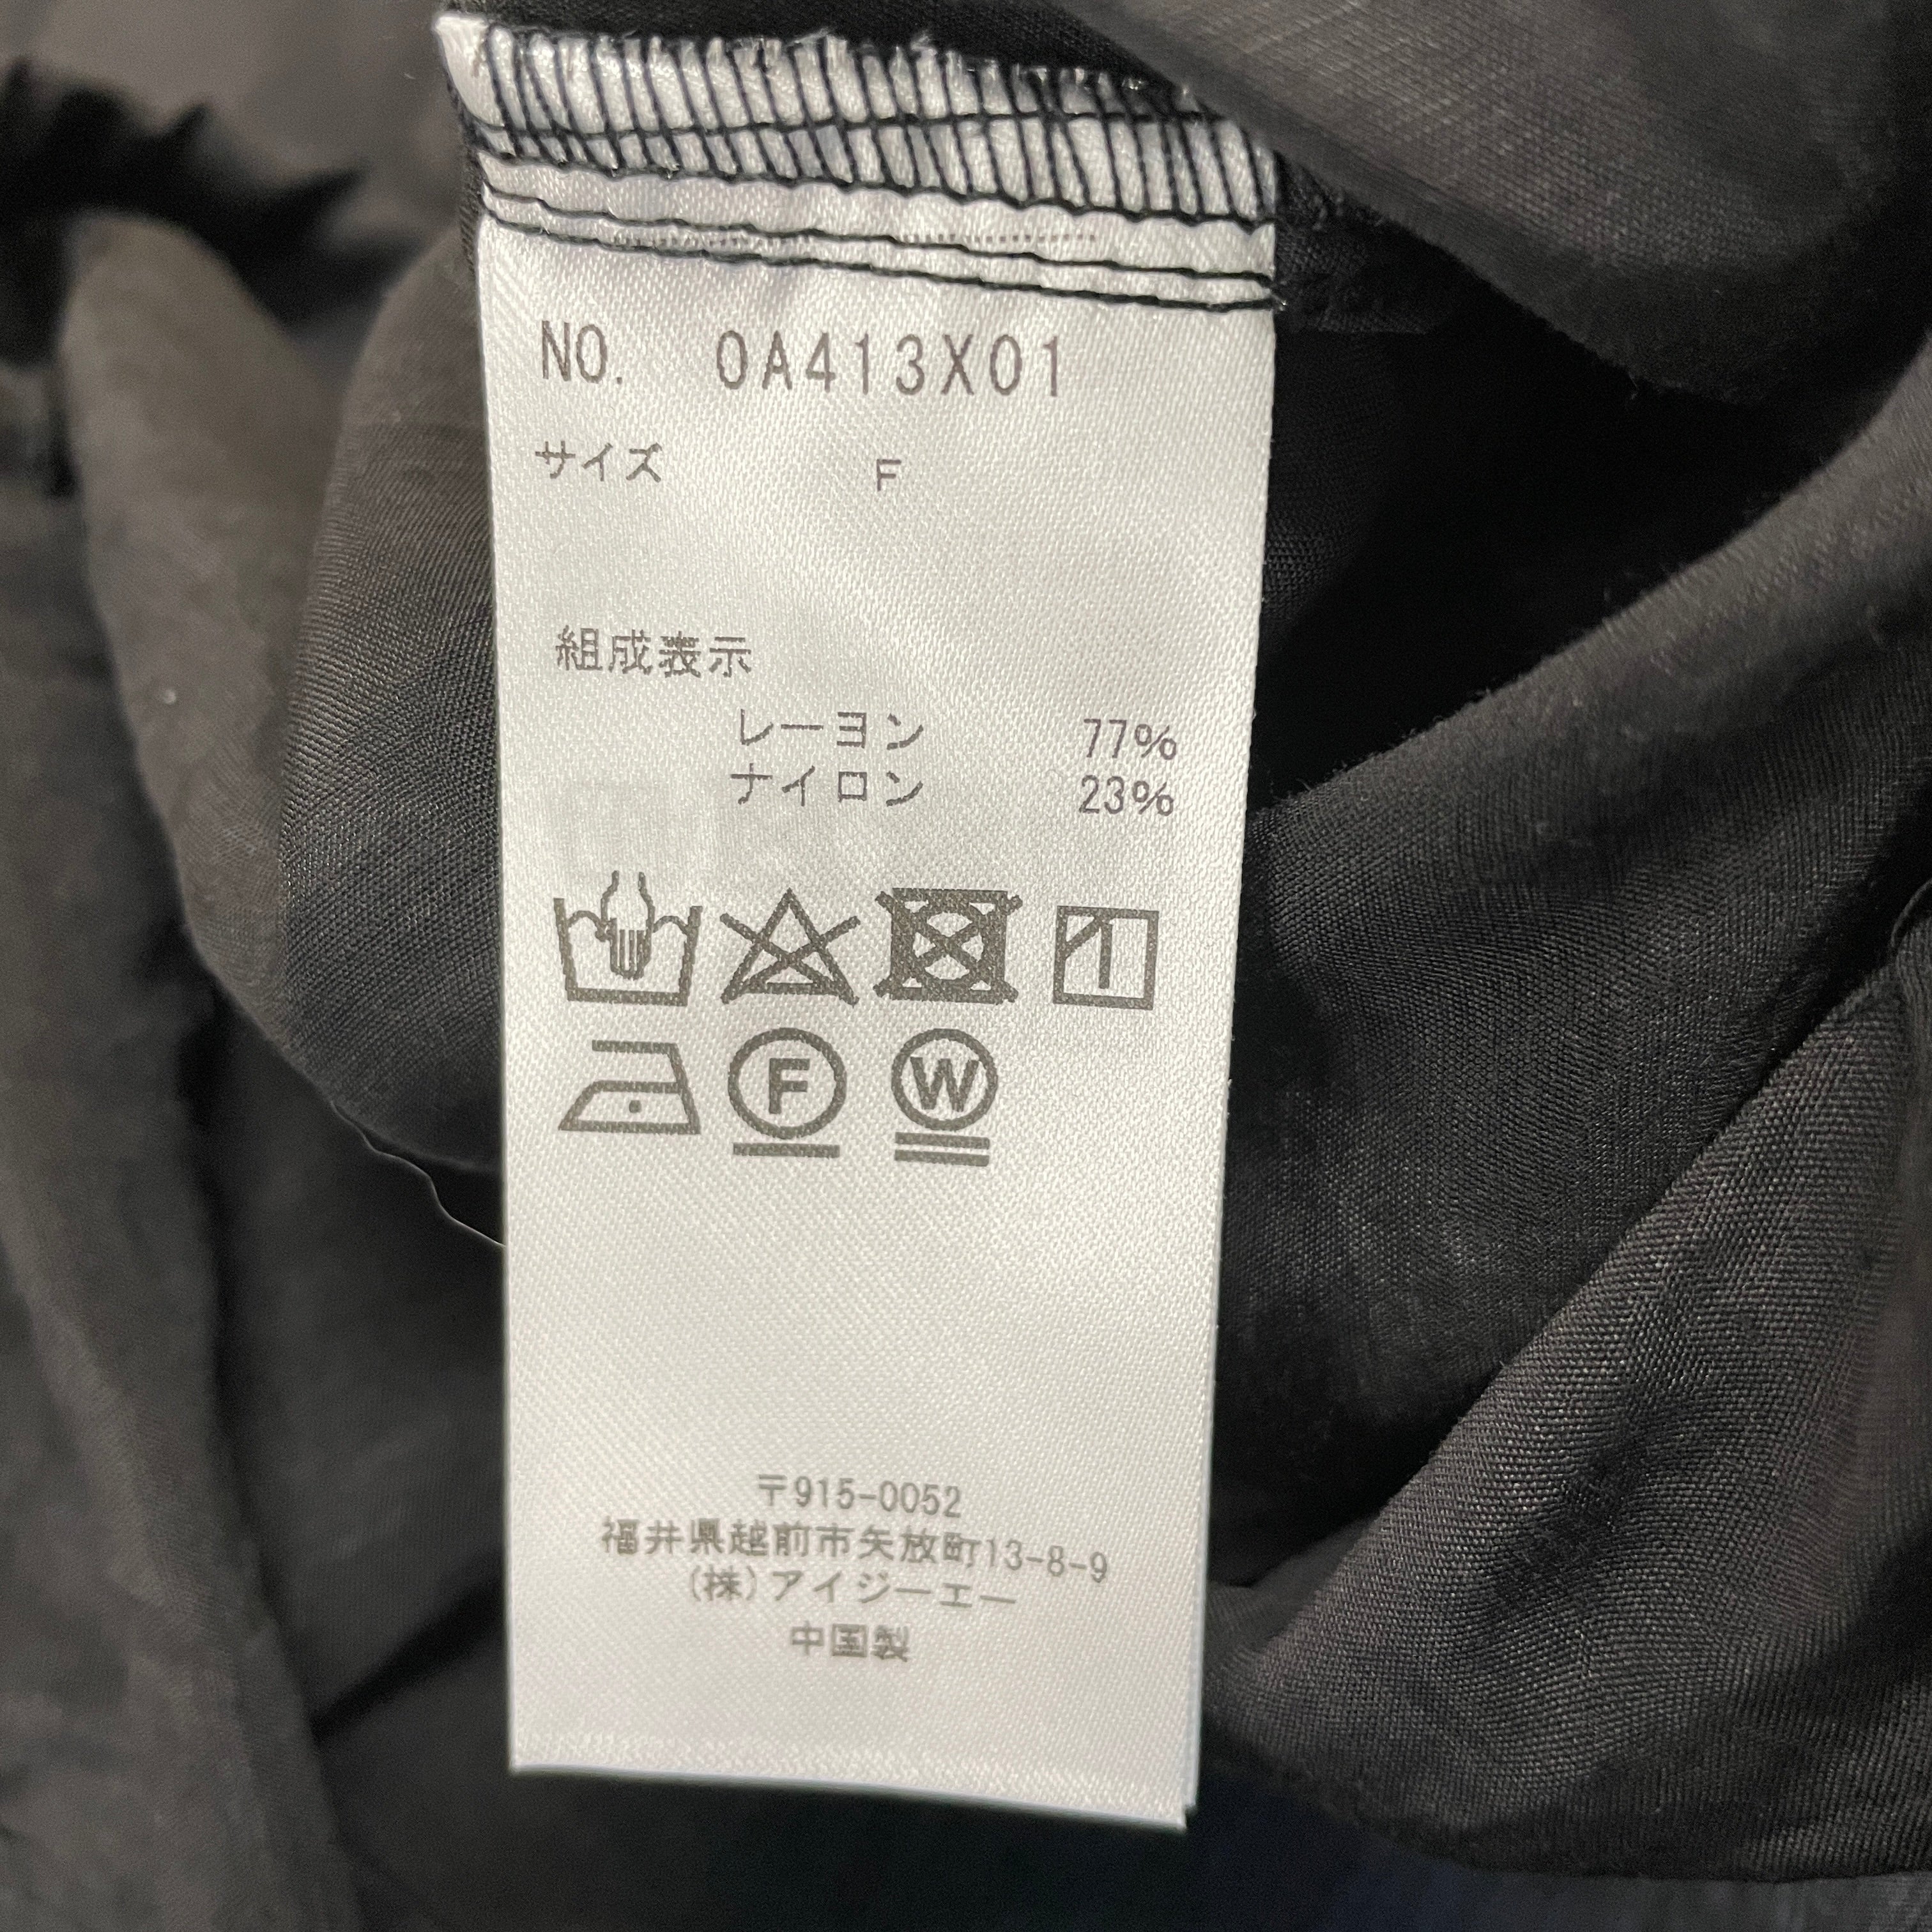 NO. 0A413X01
サイズ F
組成表示
レーヨン 77%
ナイロン 23%
F W
〒915-0052
福井県越前市矢放町13-8-9
(株)アイジーエー
中国製